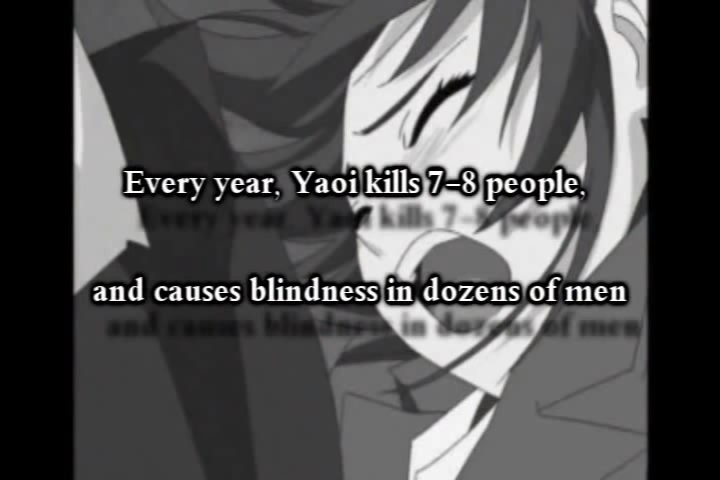 Every year, Yaoi kills 7-8 people,
and causes blindness in dozens of men